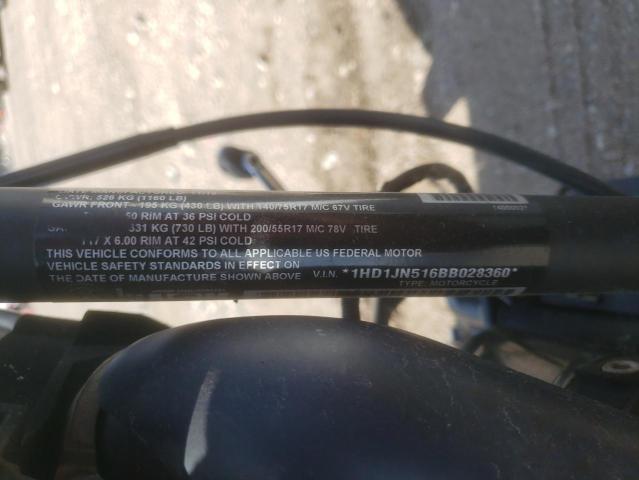 GVWR: 526 KG (1160 LB)
GAWR FRONT - 195 KG (430 LB) WITH 140/75R17 M/C 67V TIRE
RIM AT 36 PSI COLD
331 KG (730 LB) WITH 200/55R17 M/C 78V TIRE
X 6.00 RIM AT 42 PSI COLD
THIS VEHICLE CONFORMS TO ALL APPLICABLE US FEDERAL MOTOR
VEHICLE SAFETY STANDARDS IN EFFECT ON
THE DATE OF MANUFACTURE SHOWN ABOVE V.I.N. *1HD1JN516BB028360*
TYPE: MOTORCYCLE